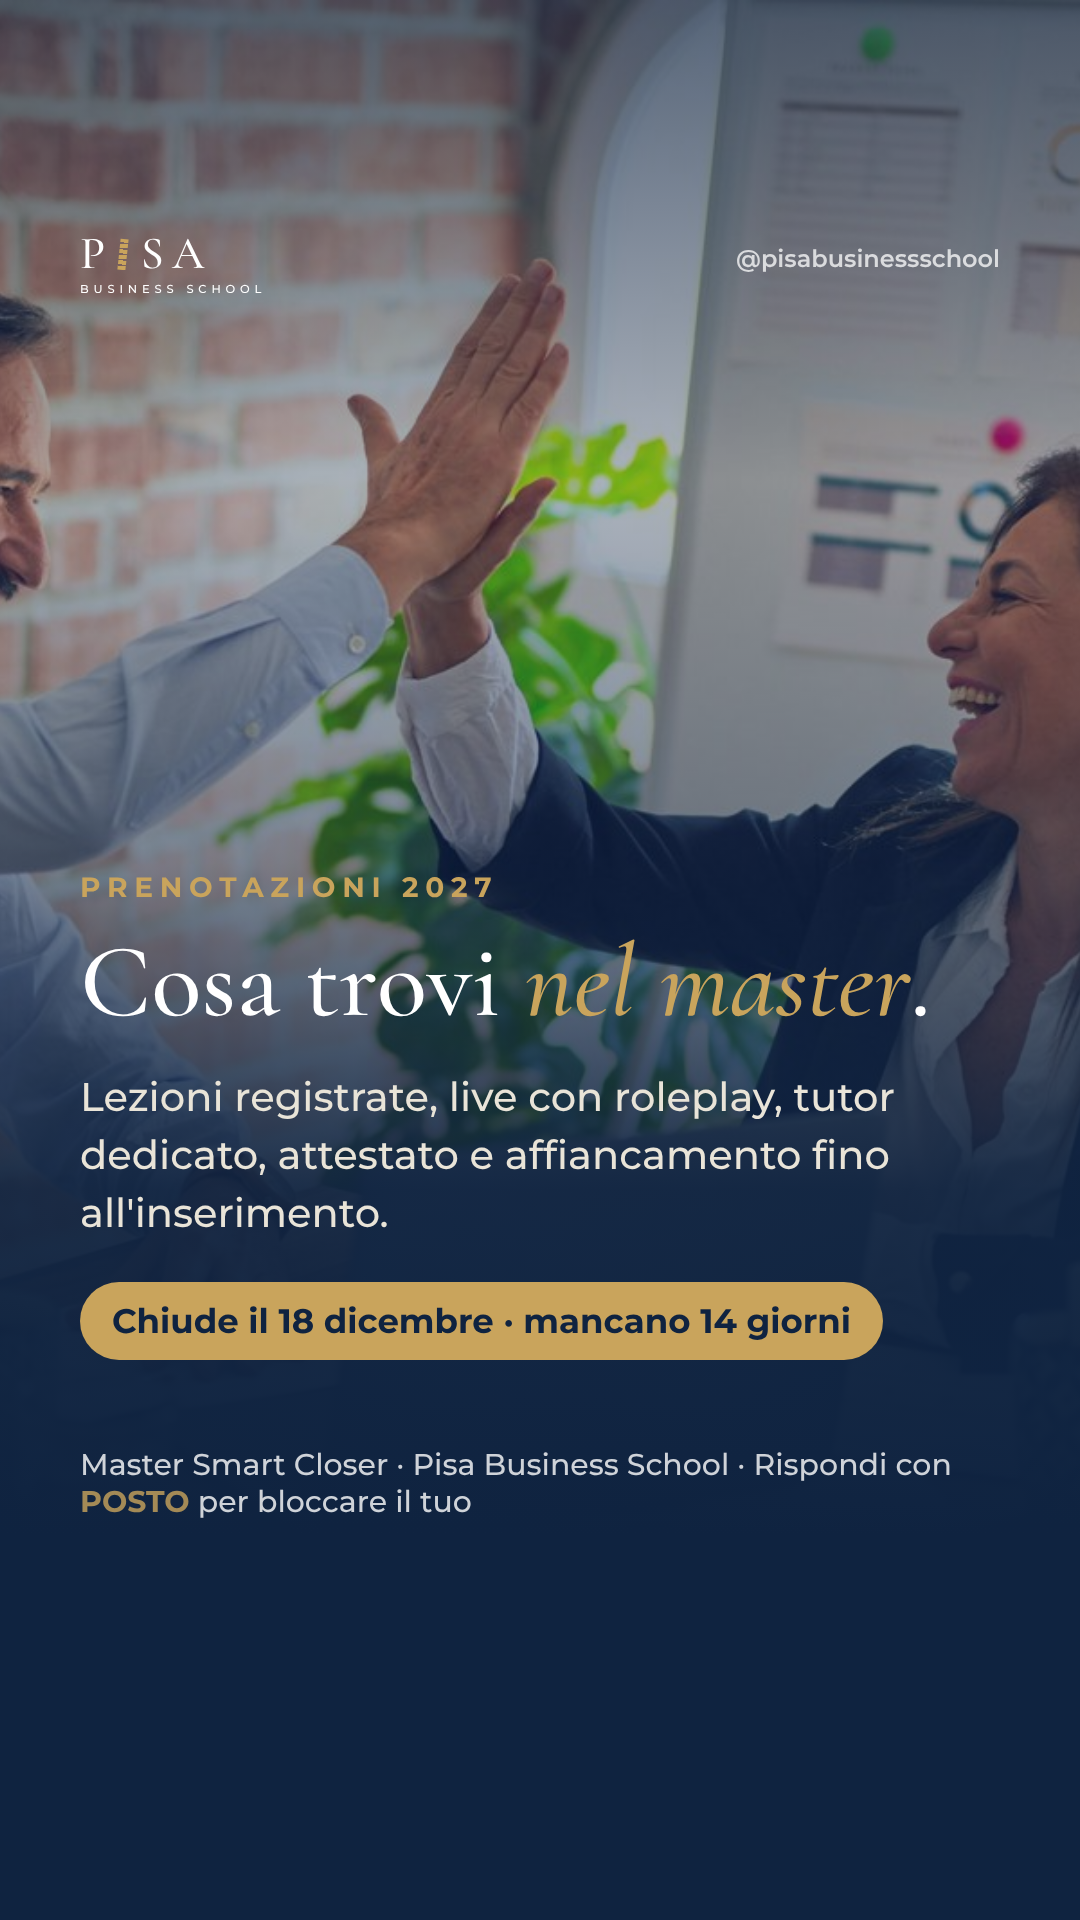 PISA
BUSINESS SCHOOL
@pisabusinessschool
PRENOTAZIONI 2027
Cosa trovi nel master.
Lezioni registrate, live con roleplay, tutor
dedicato, attestato e affiancamento fino
all'inserimento.
Chiude il 18 dicembre · mancano 14 giorni
Master Smart Closer · Pisa Business School · Rispondi con
POSTO per bloccare il tuo